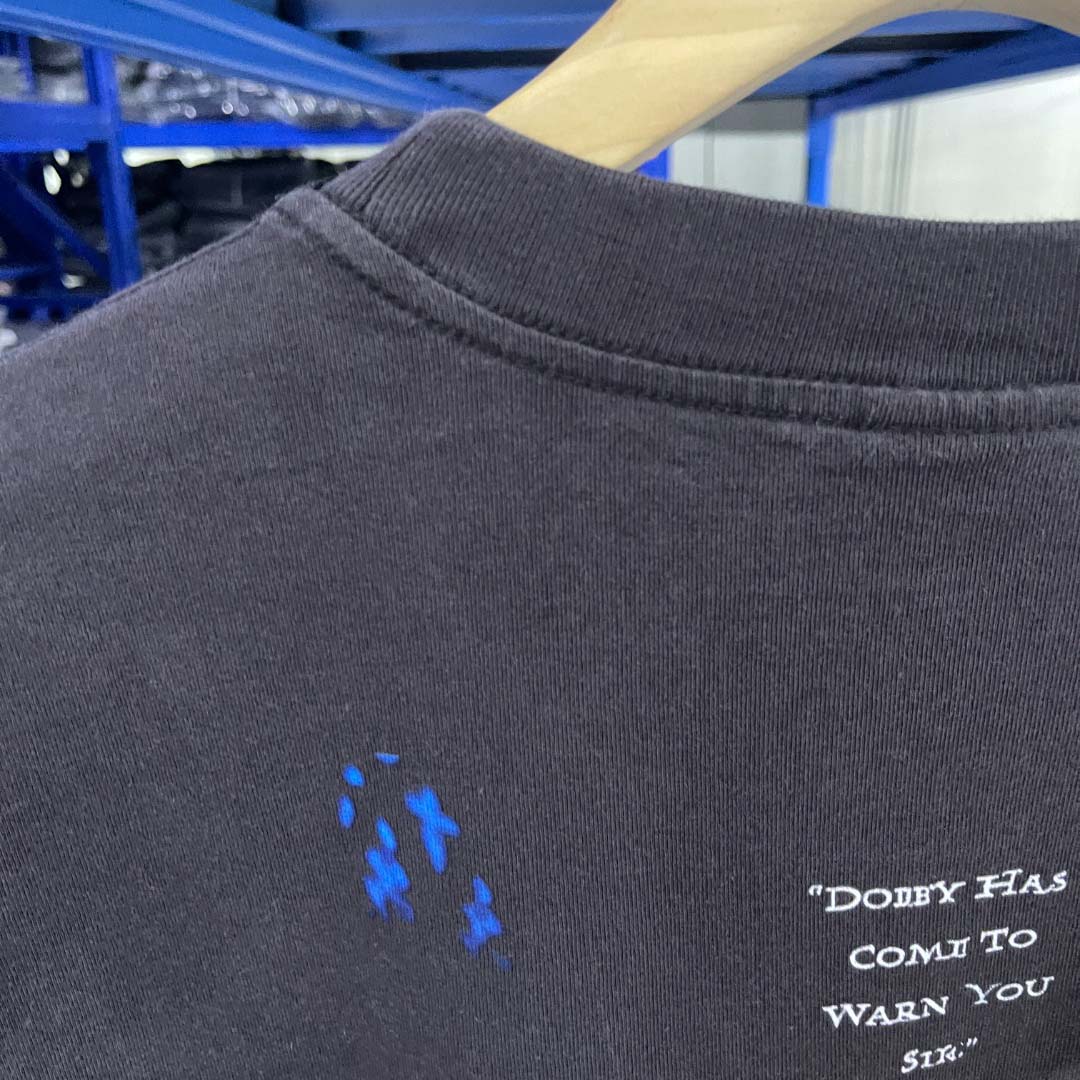 "DOBBY HAS
COME TO
WARN YOU
SIR."